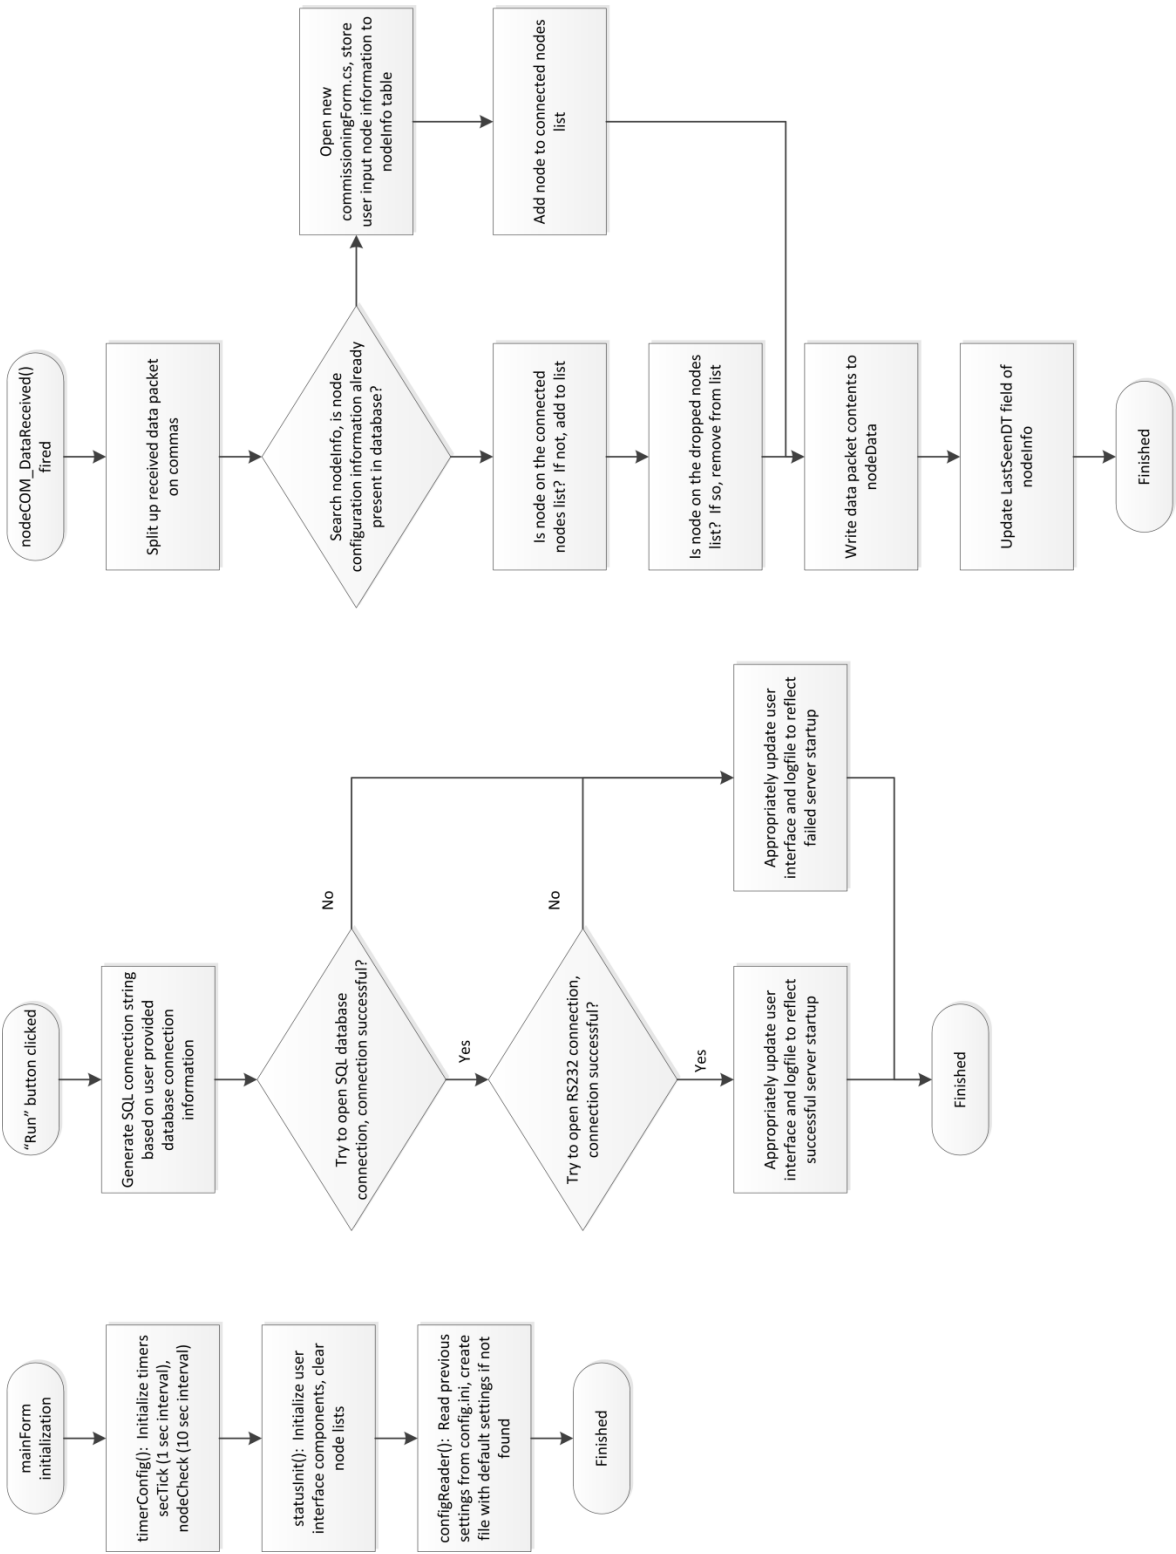 mainForm
initialization
timerConfig():  Initialize timers
secTick (1 sec interval),
nodeCheck (10 sec interval)
statusInit():  Initialize user
interface components, clear
node lists
configReader():  Read previous
settings from config.ini, create
file with default settings if not
found
Finished
“Run” button clicked
Generate SQL connection string
based on user provided
database connection
information
Try to open SQL database
connection, connection successful?
No
Yes
Try to open RS232 connection,
connection successful?
No
Yes
Appropriately update user
interface and logfile to reflect
successful server startup
Appropriately update user
interface and logfile to reflect
failed server startup
Finished
nodeCOM_DataReceived()
fired
Split up received data packet
on commas
Search nodeInfo, is node
configuration information already
present in database?
Open new
commissioningForm.cs, store
user input node information to
nodeInfo table
Is node on the connected
nodes list?  If not, add to list
Add node to connected nodes
list
Is node on the dropped nodes
list?  If so, remove from list
Write data packet contents to
nodeData
Update LastSeenDT field of
nodeInfo
Finished